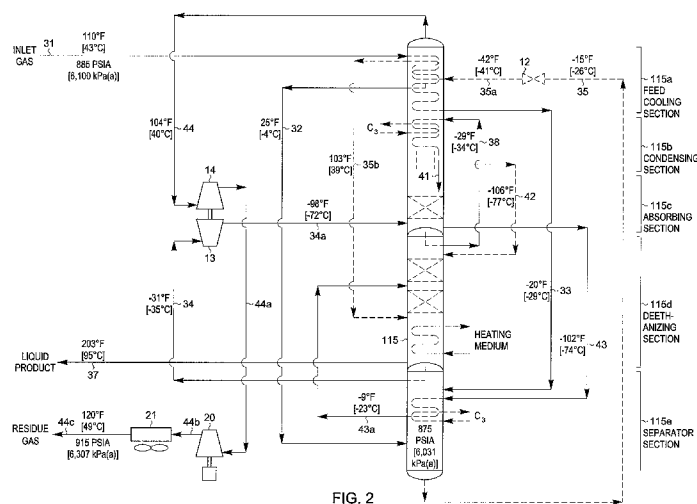 110°F
[43°C]
31
INLET
GAS
885 PSIA
[6,100 kPa(a)]
-42°F
[-41°C]
35a
12
-15°F
[-26°C]
35
115a
FEED
COOLING
SECTION
104°F
[40°C]
44
25°F
[-4°C]
32
C3
-29°F
[-34°C]
38
115b
CONDENSING
SECTION
103°F
[39°C]
35b
41
-106°F
[-77°C]
42
14
-98°F
[-72°C]
34a
13
115c
ABSORBING
SECTION
-31°F
[-35°C]
34
44a
-20°F
[-29°C]
33
115d
DEETH-
ANIZING
SECTION
115
HEATING
MEDIUM
-102°F
[-74°C]
43
203°F
[95°C]
LIQUID
PRODUCT
37
-9°F
[-23°C]
43a
C3
115e
SEPARATOR
SECTION
120°F
[49°C]
44c
21
44b
20
RESIDUE
GAS
915 PSIA
[6,307 kPa(a)]
875
PSIA
[6,031
kPa(a)]
FIG. 2